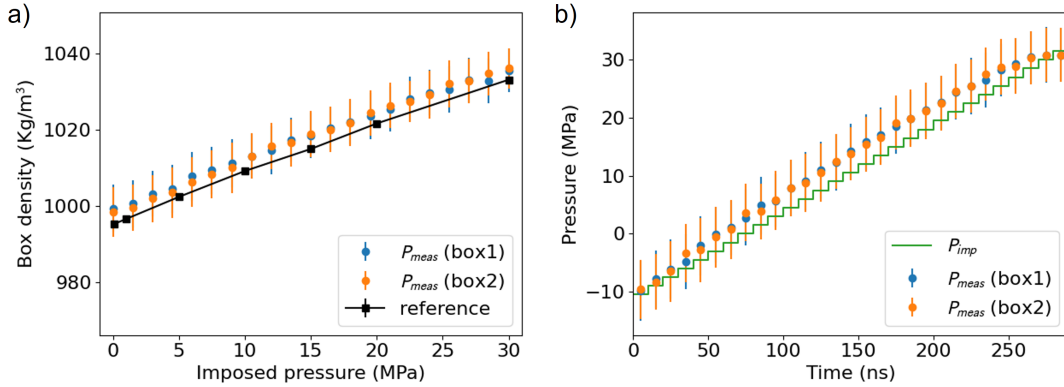 a)
Box density (Kg/m³)
1040
1020
1000
980
P_meas (box1)
P_meas (box2)
reference
0 5 10 15 20 25 30
Imposed pressure (MPa)
b)
Pressure (MPa)
30
20
10
0
−10
P_imp
P_meas (box1)
P_meas (box2)
0 50 100 150 200 250
Time (ns)